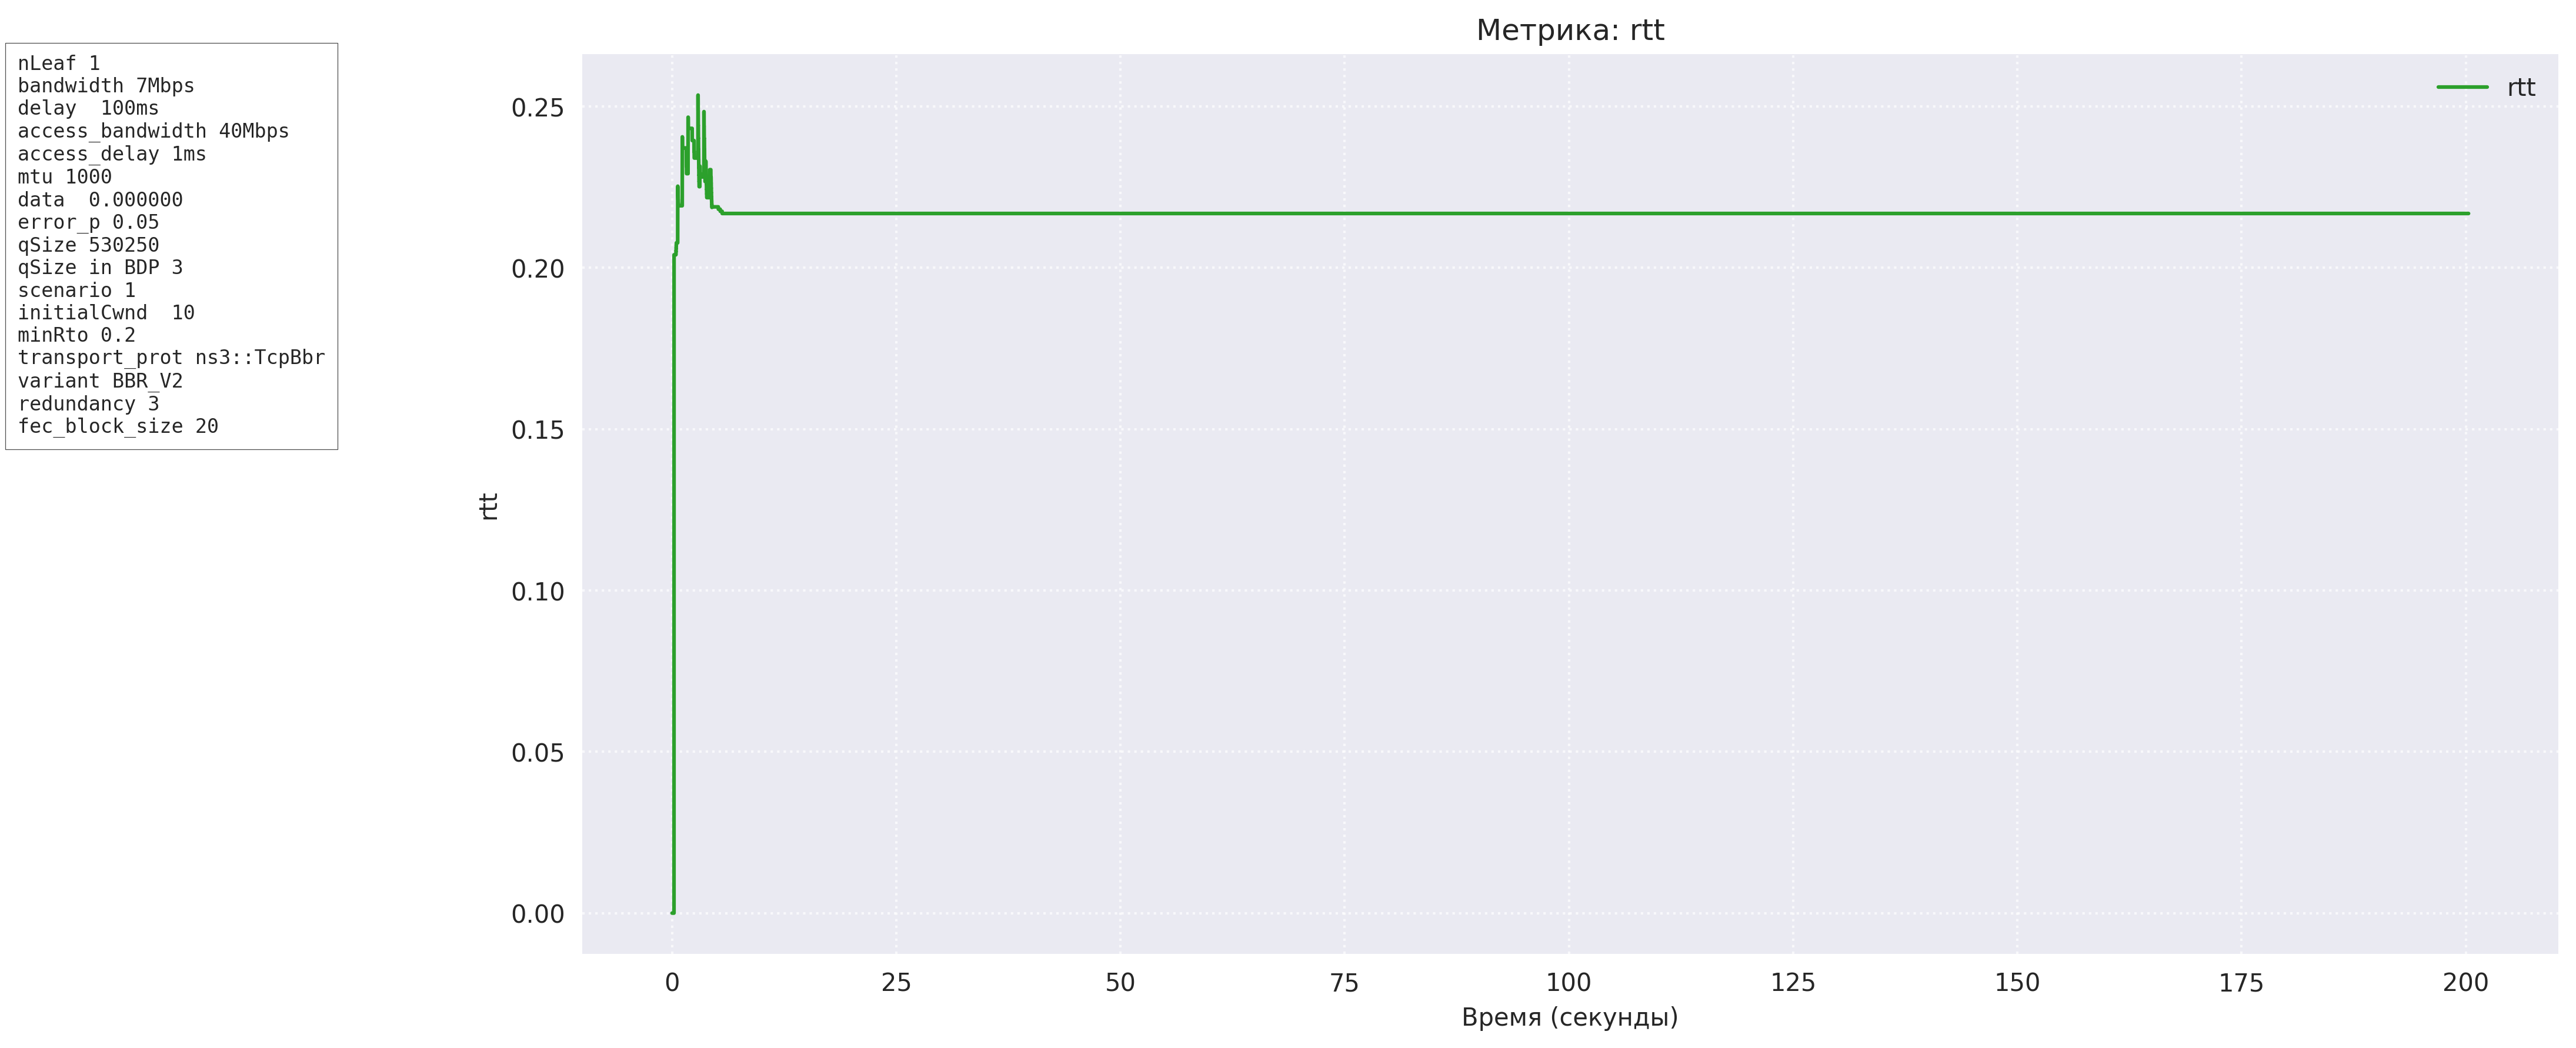 Метрика: rtt
nLeaf 1
bandwidth 7Mbps
delay  100ms
access_bandwidth 40Mbps
access_delay 1ms
mtu 1000
data  0.000000
error_p 0.05
qSize 530250
qSize in BDP 3
scenario 1
initialCwnd  10
minRto 0.2
transport_prot ns3::TcpBbr
variant BBR_V2
redundancy 3
fec_block_size 20
rtt
rtt
0.25
0.20
0.15
0.10
0.05
0.00
0 25 50 75 100 125 150 175 200
Время (секунды)